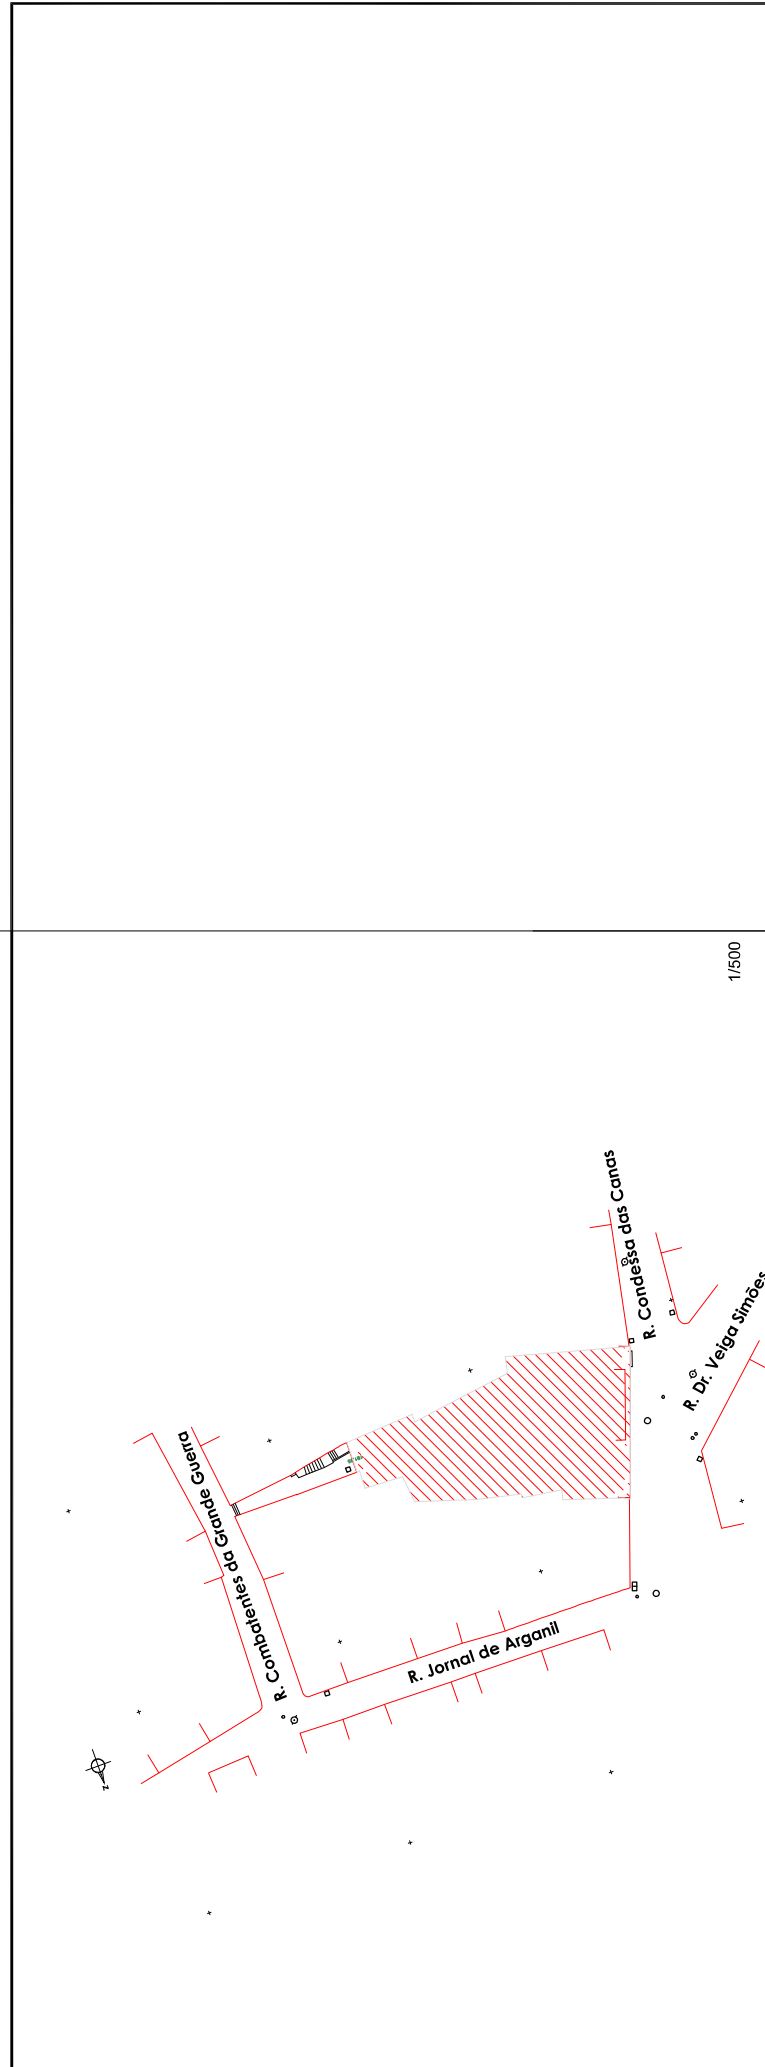 1/500
R. Condessa das Canas
R. Dr. Veiga Simões
R. Combatentes da Grande Guerra
R. Jornal de Arganil
N